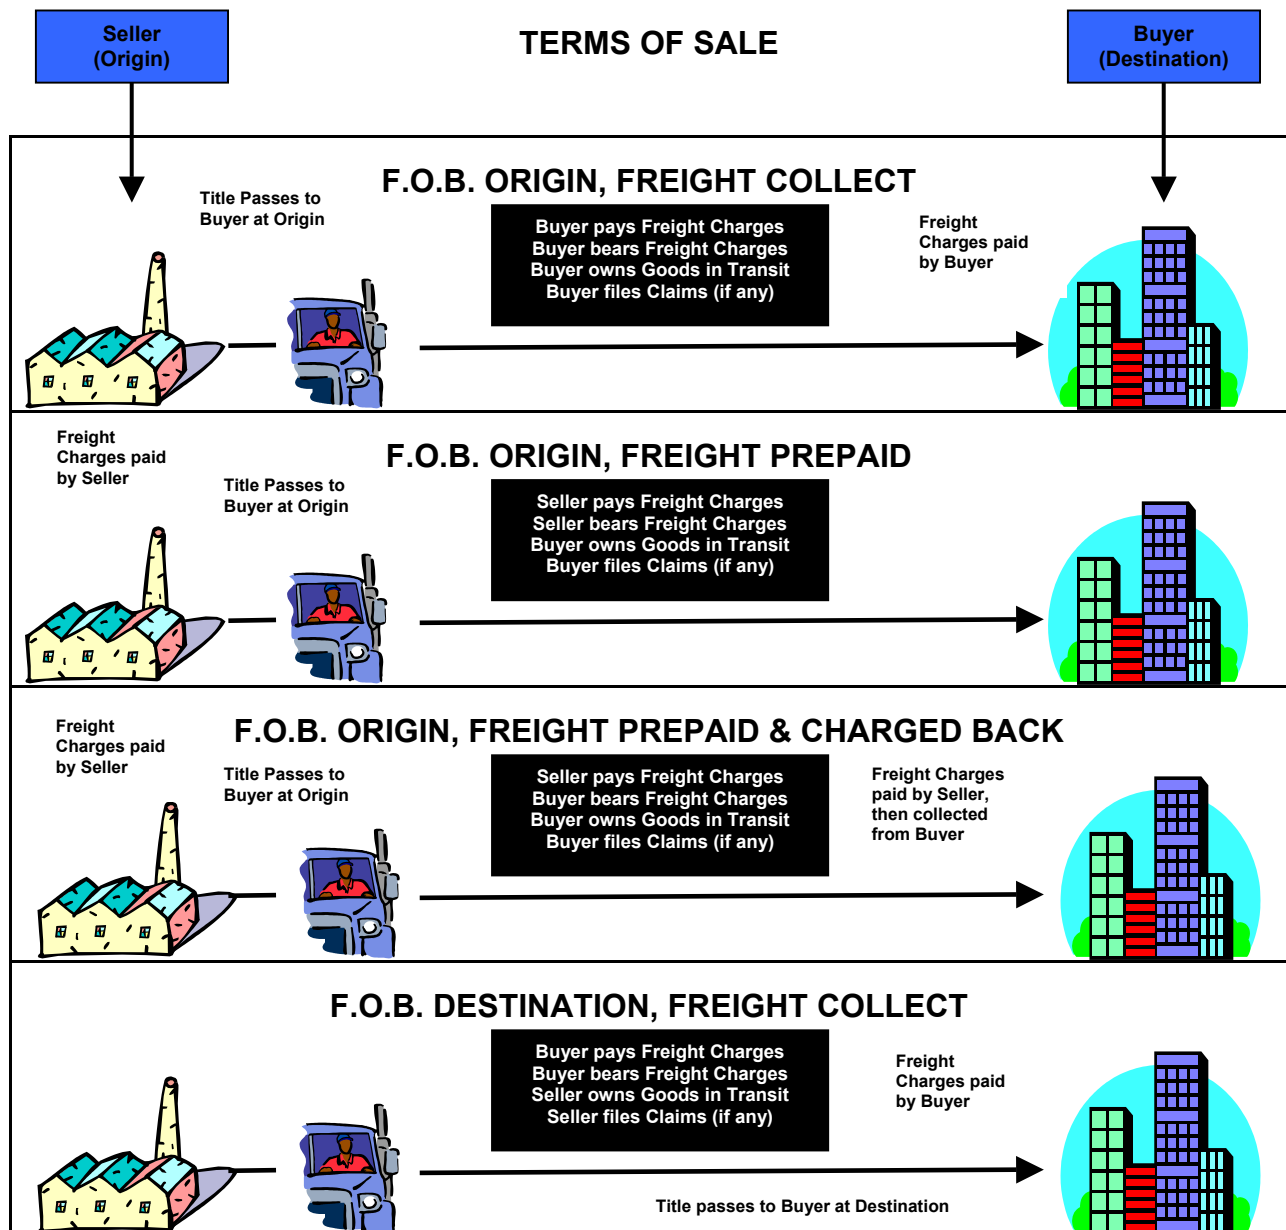 Seller
(Origin)
TERMS OF SALE
Buyer
(Destination)
F.O.B. ORIGIN, FREIGHT COLLECT
Title Passes to
Buyer at Origin
Buyer pays Freight Charges
Buyer bears Freight Charges
Buyer owns Goods in Transit
Buyer files Claims (if any)
Freight
Charges paid
by Buyer
Freight
Charges paid
by Seller
F.O.B. ORIGIN, FREIGHT PREPAID
Title Passes to
Buyer at Origin
Seller pays Freight Charges
Seller bears Freight Charges
Buyer owns Goods in Transit
Buyer files Claims (if any)
Freight
Charges paid
by Seller
F.O.B. ORIGIN, FREIGHT PREPAID & CHARGED BACK
Title Passes to
Buyer at Origin
Seller pays Freight Charges
Buyer bears Freight Charges
Buyer owns Goods in Transit
Buyer files Claims (if any)
Freight Charges
paid by Seller,
then collected
from Buyer
F.O.B. DESTINATION, FREIGHT COLLECT
Buyer pays Freight Charges
Buyer bears Freight Charges
Seller owns Goods in Transit
Seller files Claims (if any)
Freight
Charges paid
by Buyer
Title passes to Buyer at Destination